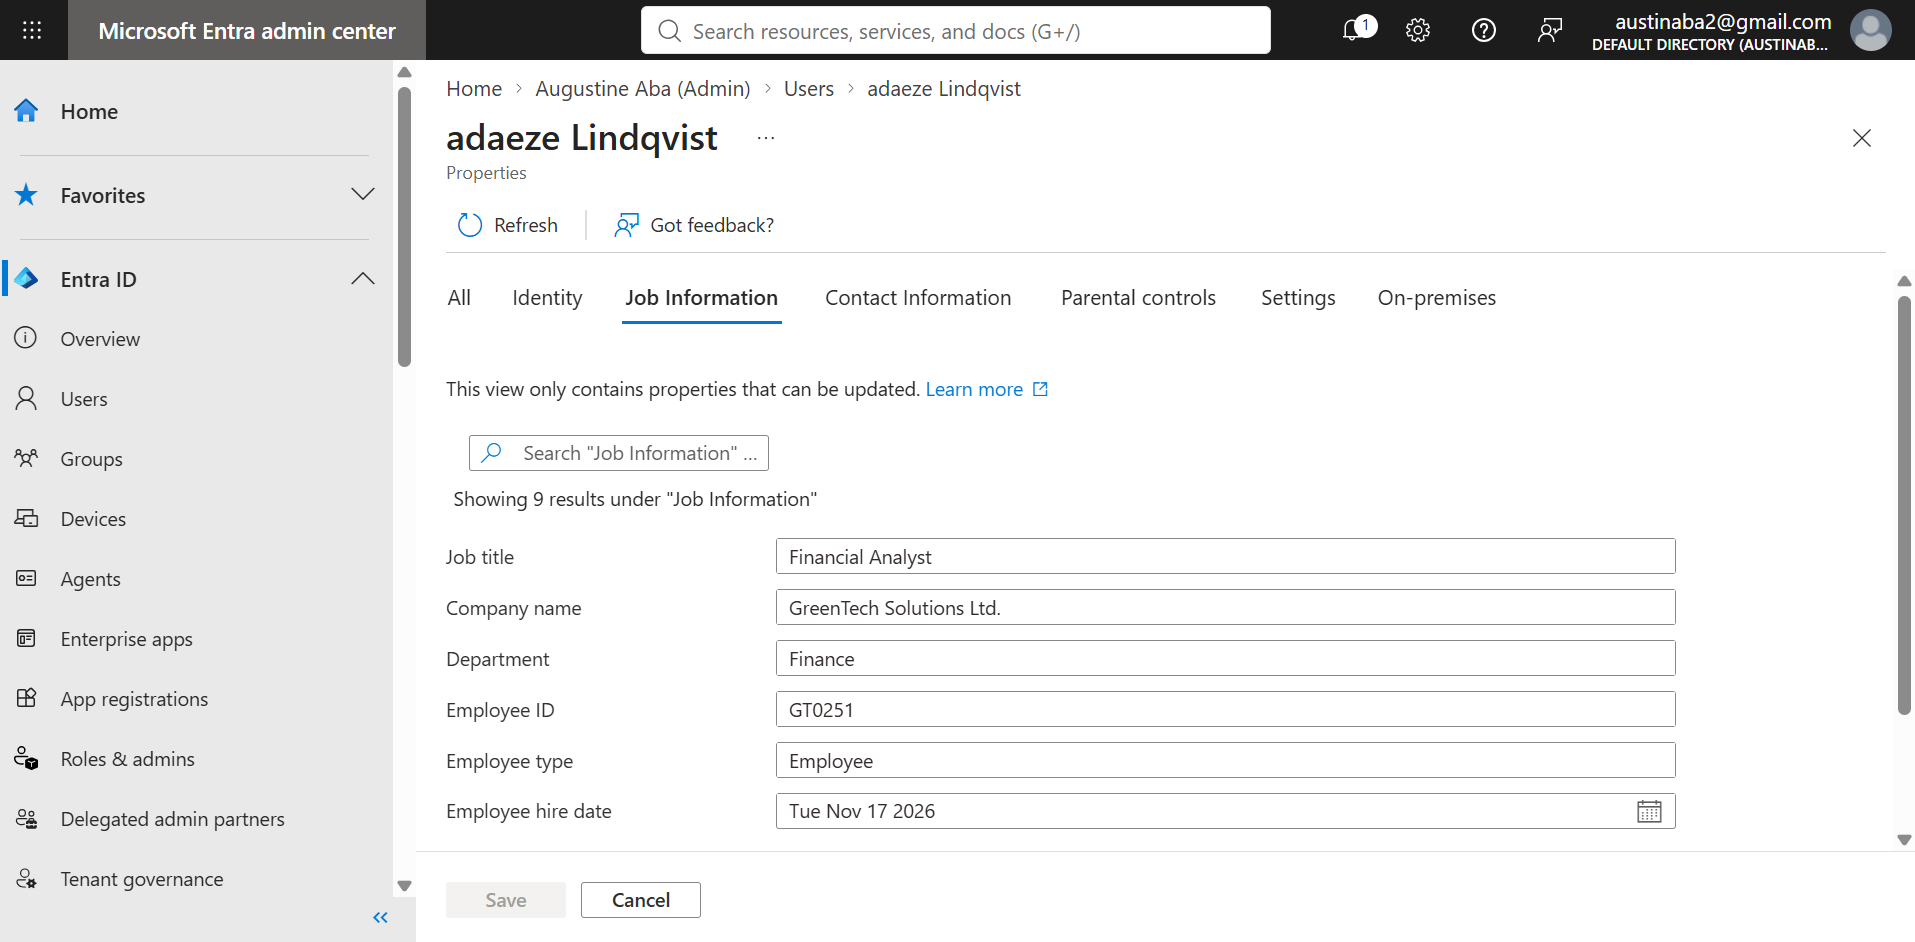 Microsoft Entra admin center
Search resources, services, and docs (G+/)
1
austinaba2@gmail.com
DEFAULT DIRECTORY (AUSTINAB...
Home
Favorites
Entra ID
Overview
Users
Groups
Devices
Agents
Enterprise apps
App registrations
Roles & admins
Delegated admin partners
Tenant governance
Home > Augustine Aba (Admin) > Users > adaeze Lindqvist
adaeze Lindqvist ...
Properties
Refresh
Got feedback?
All Identity Job Information Contact Information Parental controls Settings On-premises
This view only contains properties that can be updated. Learn more
Search "Job Information" ...
Showing 9 results under "Job Information"
Job title Financial Analyst
Company name GreenTech Solutions Ltd.
Department Finance
Employee ID GT0251
Employee type Employee
Employee hire date Tue Nov 17 2026
Save Cancel